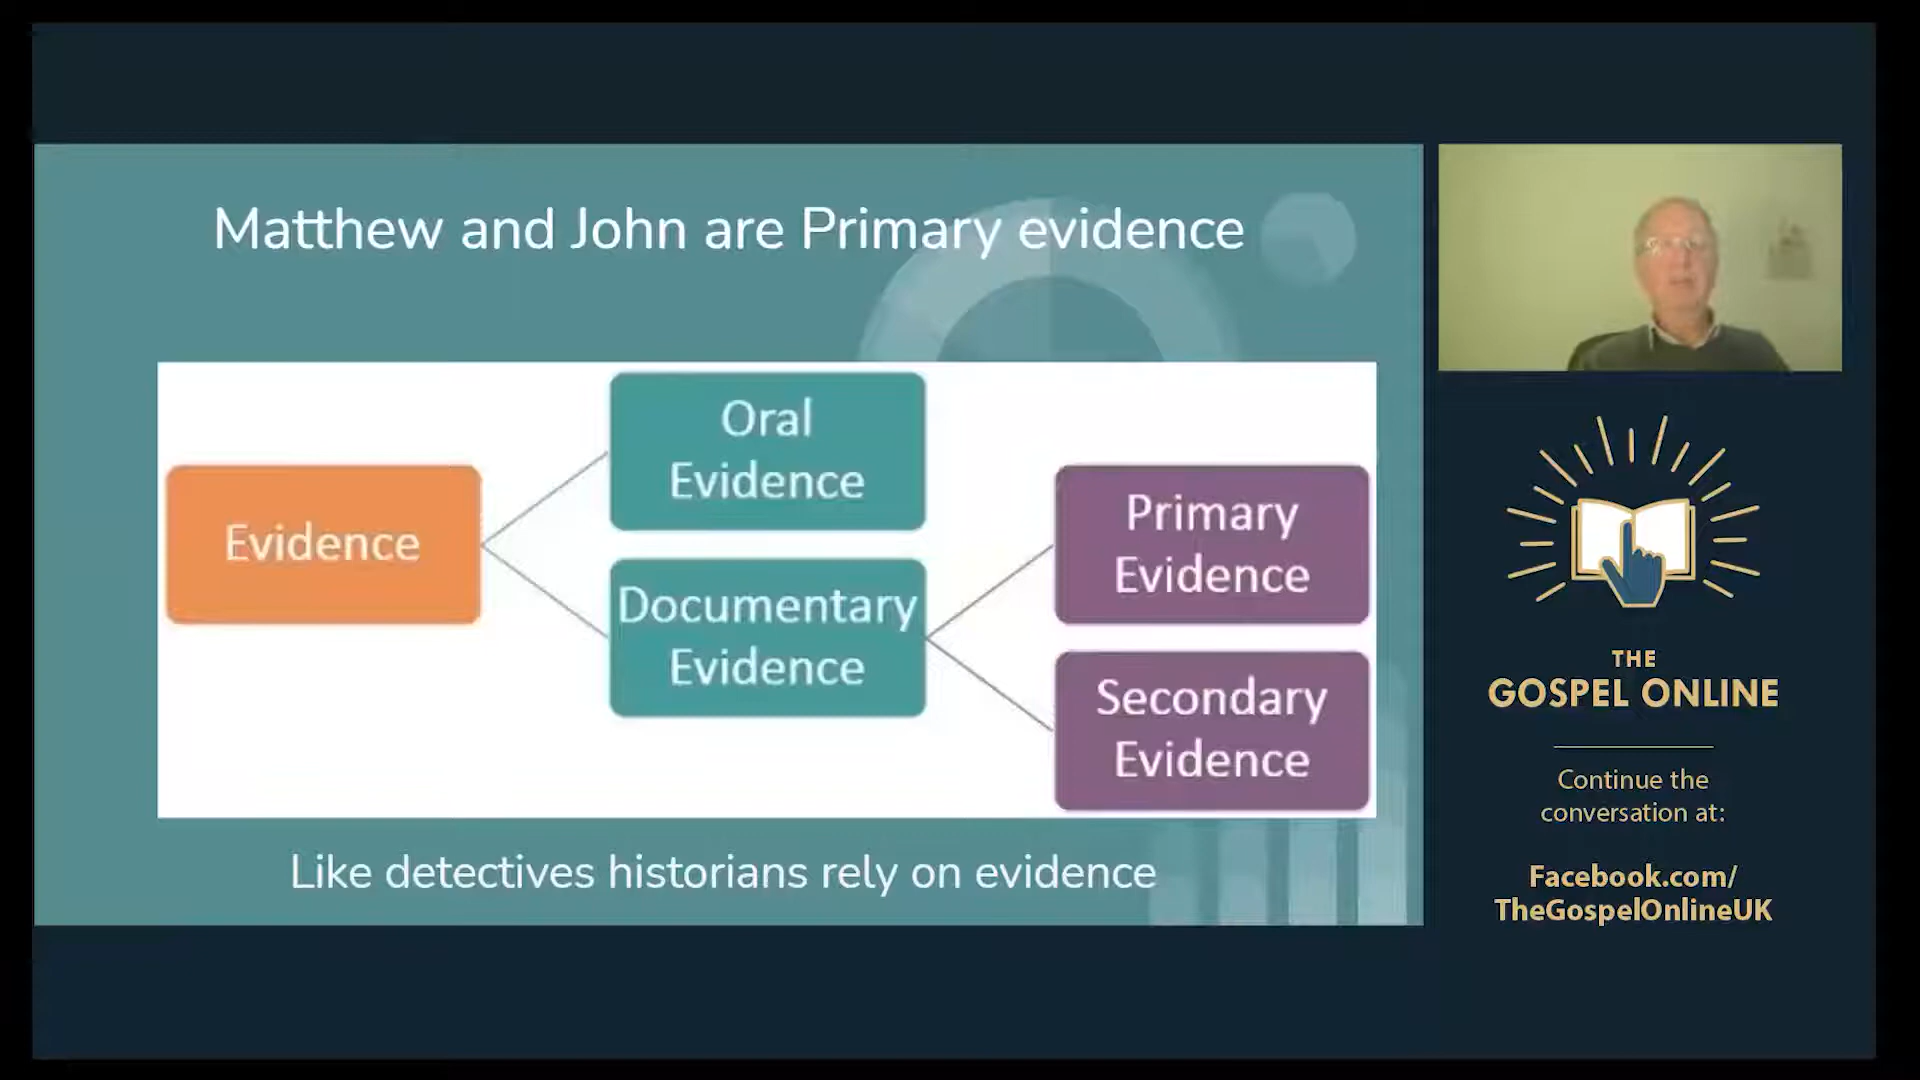 Matthew and John are Primary evidence
Evidence
Oral
Evidence
Documentary
Evidence
Primary
Evidence
Secondary
Evidence
Like detectives historians rely on evidence
THE
GOSPEL ONLINE
Continue the
conversation at:
Facebook.com/
TheGospelOnlineUK